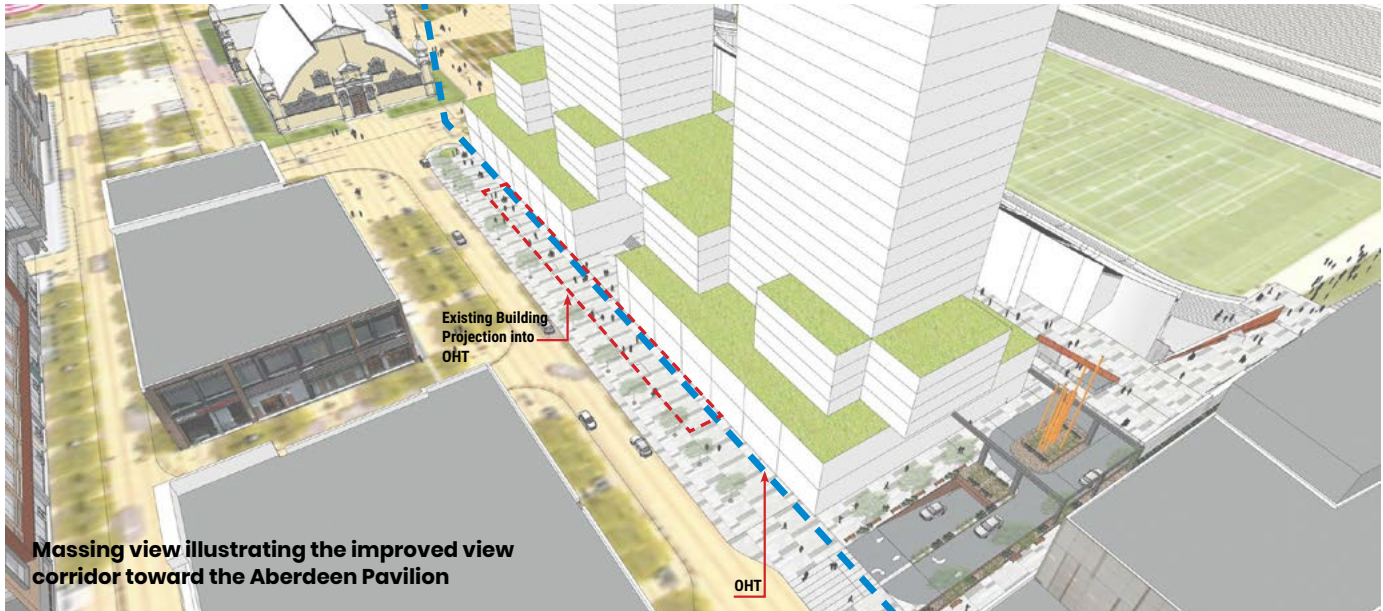 Existing Building
Projection into
OHT
Massing view illustrating the improved view
corridor toward the Aberdeen Pavilion
OHT